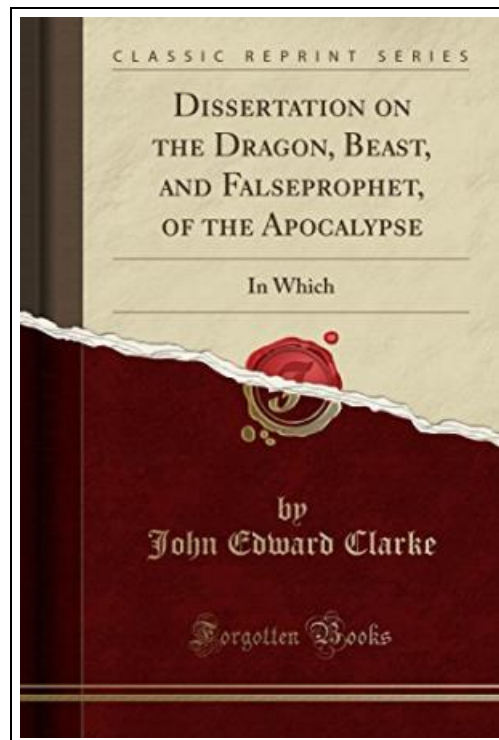 CLASSIC REPRINT SERIES
DISSERTATION ON
THE DRAGON, BEAST,
AND FALSEPROPHET,
OF THE APOCALYPSE
In Which
by
John Edward Clarke
Forgotten Books